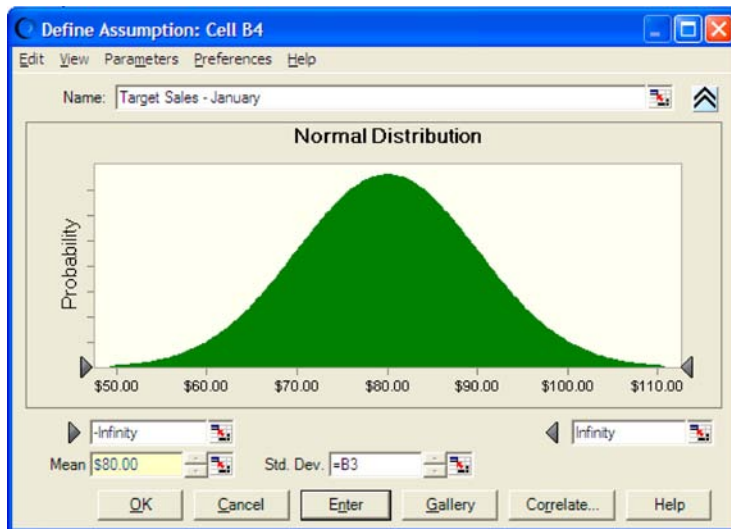 Define Assumption: Cell B4
Edit View Parameters Preferences Help
Name: Target Sales - January
Normal Distribution
Probability
$50.00 $60.00 $70.00 $80.00 $90.00 $100.00 $110.00
-Infinity Infinity
Mean $80.00 Std. Dev. =B3
OK Cancel Enter Gallery Correlate... Help